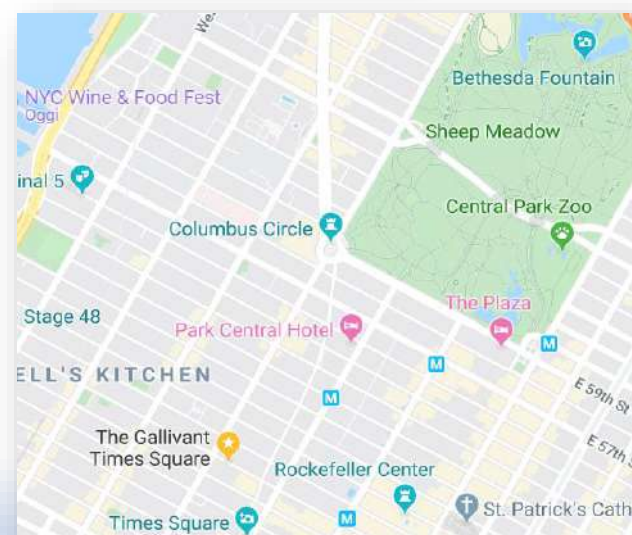 We
Bethesda Fountain
NYC Wine & Food Fest
Oggi
Sheep Meadow
inal 5
Central Park Zoo
Columbus Circle
The Plaza
Stage 48
Park Central Hotel
M
M
ELL'S KITCHEN
E 59th St
M
The Gallivant
Times Square
E 57th S
Rockefeller Center
St. Patrick's Cath
Times Square
M